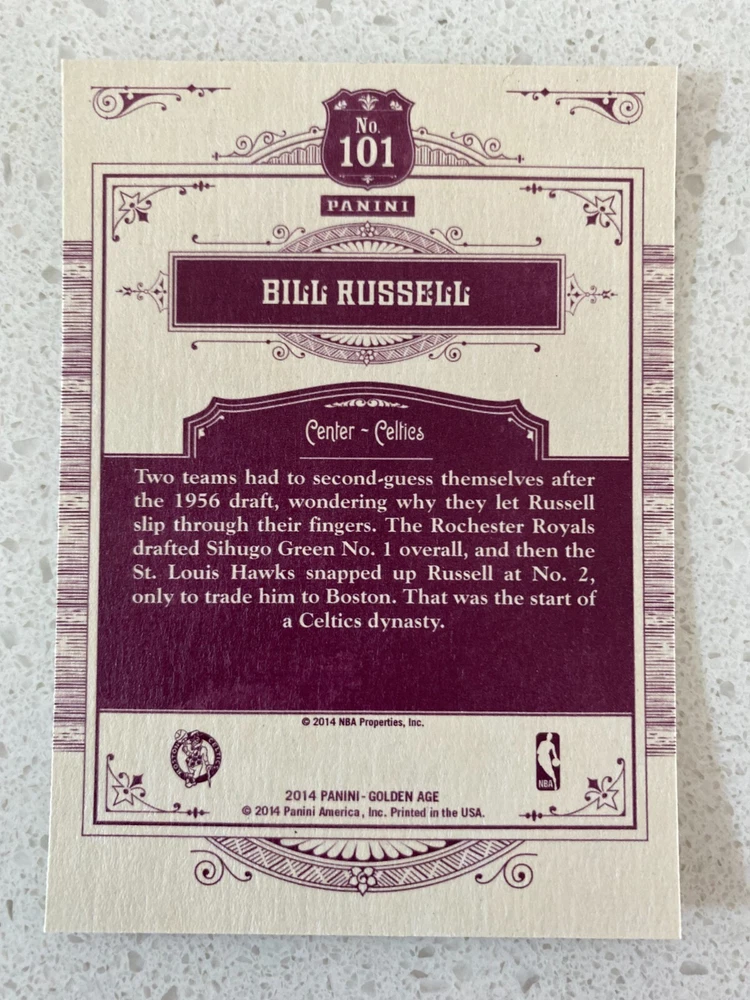 No.
101
PANINI
BILL RUSSELL
Center ~ Celtics
Two teams had to second-guess themselves after
the 1956 draft, wondering why they let Russell
slip through their fingers. The Rochester Royals
drafted Sihugo Green No. 1 overall, and then the
St. Louis Hawks snapped up Russell at No. 2,
only to trade him to Boston. That was the start of
a Celtics dynasty.
© 2014 NBA Properties, Inc.
BOSTON CELTICS
NBA
2014 PANINI - GOLDEN AGE
© 2014 Panini America, Inc. Printed in the USA.